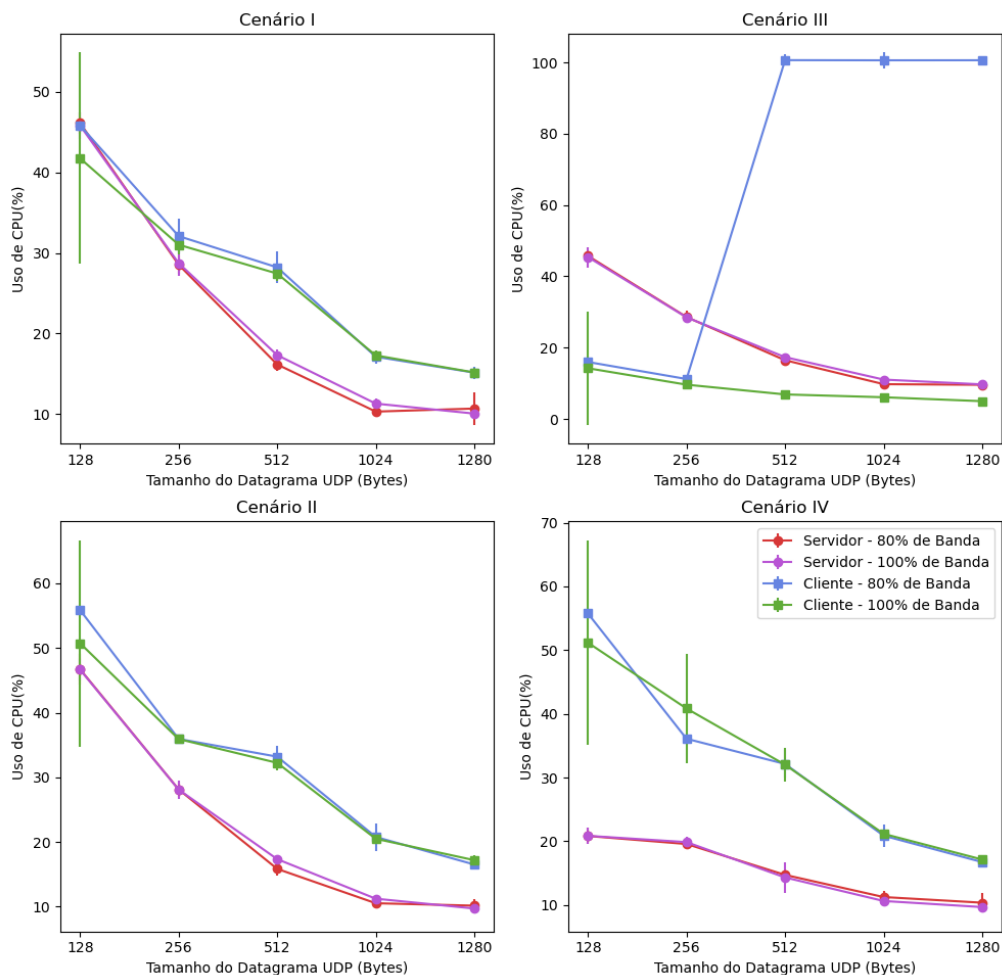 Cenário I
Uso de CPU(%)
50
40
30
20
10
128 256 512 1024 1280
Tamanho do Datagrama UDP (Bytes)
Cenário III
Uso de CPU(%)
100
80
60
40
20
0
128 256 512 1024 1280
Tamanho do Datagrama UDP (Bytes)
Cenário II
Uso de CPU(%)
60
50
40
30
20
10
128 256 512 1024 1280
Tamanho do Datagrama UDP (Bytes)
Cenário IV
Uso de CPU(%)
70
60
50
40
30
20
10
Servidor - 80% de Banda
Servidor - 100% de Banda
Cliente - 80% de Banda
Cliente - 100% de Banda
128 256 512 1024 1280
Tamanho do Datagrama UDP (Bytes)